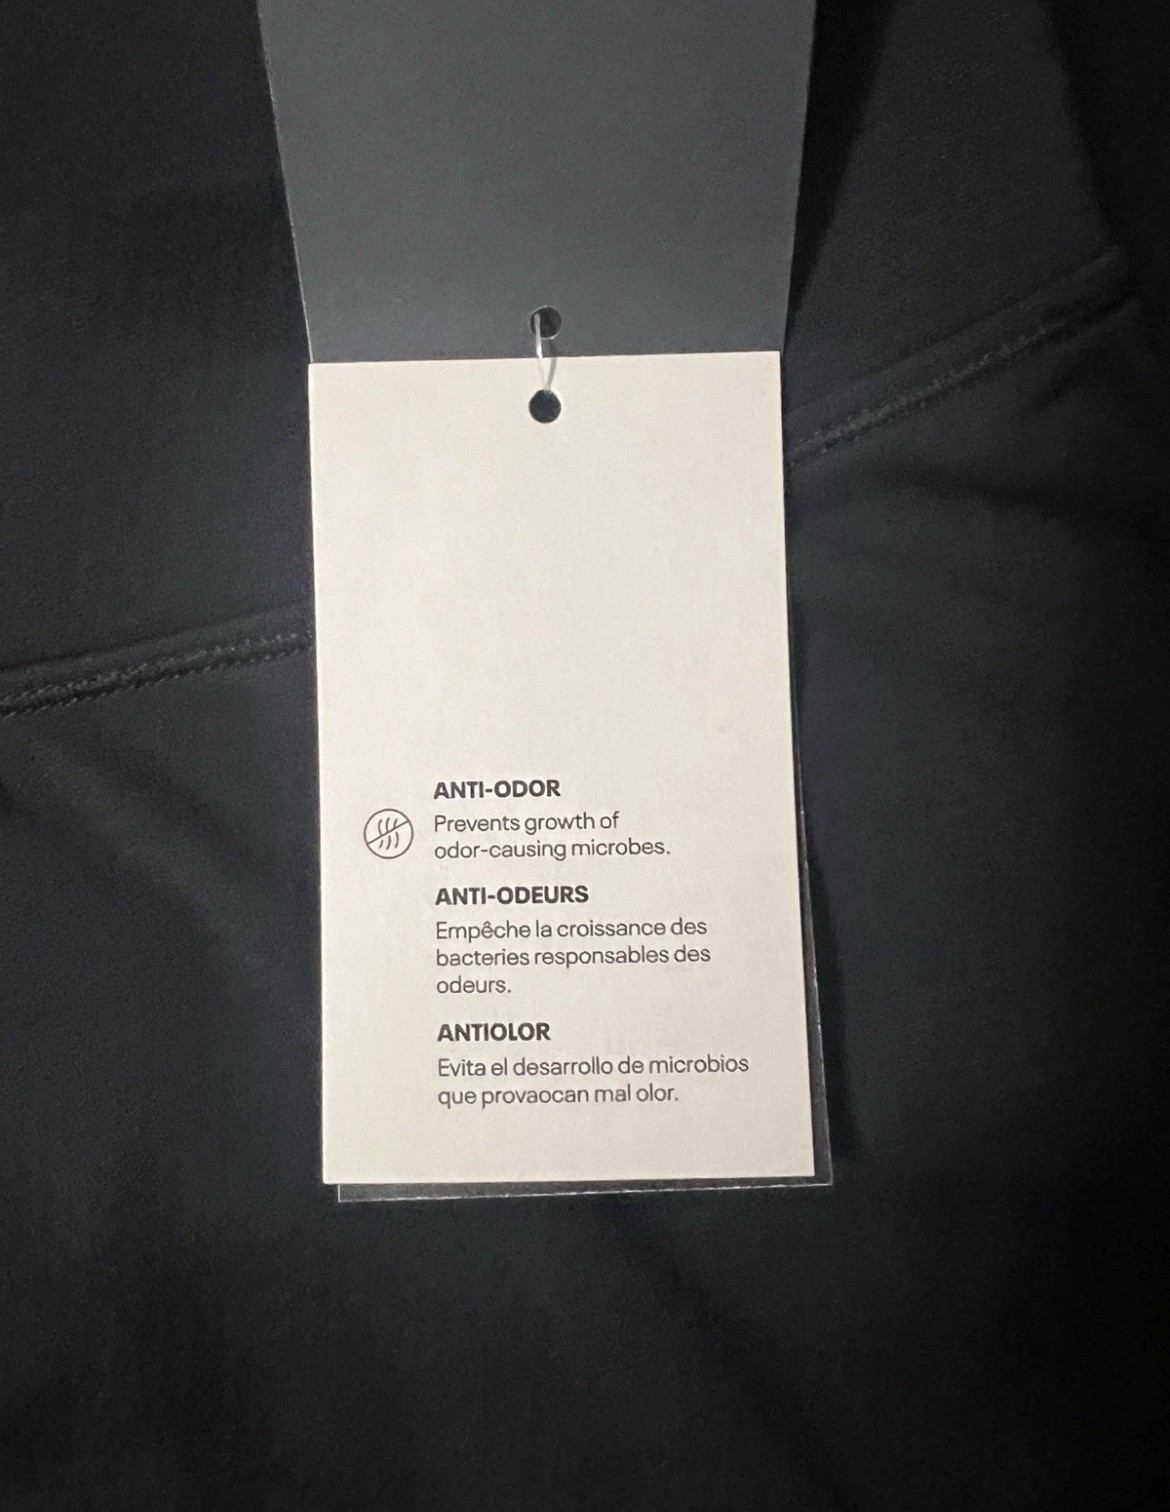 ANTI-ODOR
Prevents growth of
odor-causing microbes.
ANTI-ODEURS
Empêche la croissance des
bacteries responsables des
odeurs.
ANTIOLOR
Evita el desarrollo de microbios
que provaocan mal olor.